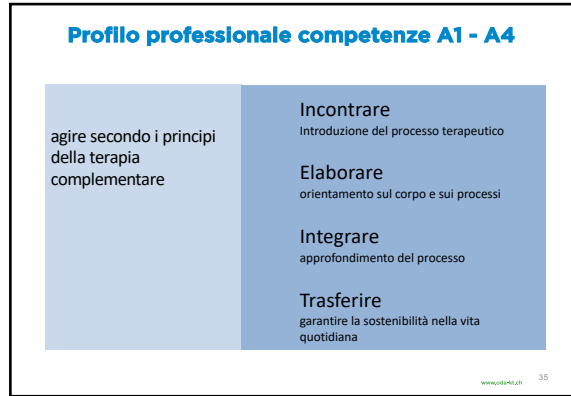 Profilo professionale competenze A1 - A4
agire secondo i principi
della terapia
complementare
Incontrare
Introduzione del processo terapeutico
Elaborare
orientamento sul corpo e sui processi
Integrare
approfondimento del processo
Trasferire
garantire la sostenibilità nella vita
quotidiana
www.oda-kt.ch
35